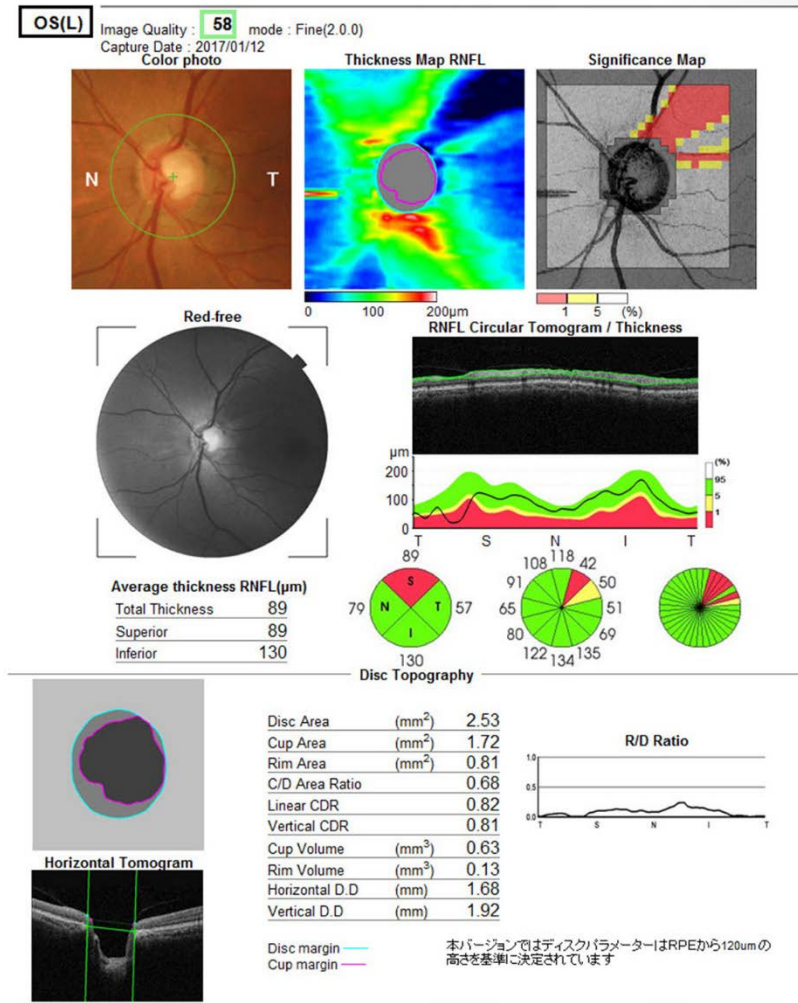 OS(L)
Image Quality : 58 mode : Fine(2.0.0)
Capture Date : 2017/01/12
Color photo
Thickness Map RNFL
Significance Map
N
T
0 100 200μm
1 5 (%)
Red-free
RNFL Circular Tomogram / Thickness
μm
200
100
0
T S N I T
(%)
95
5
1
Average thickness RNFL(μm)
Total Thickness 89
Superior 89
Inferior 130
89
S
79 N T 57
I
130
118
108 42
91 50
65 51
80 69
122 135
134
Disc Topography
Disc Area (mm²) 2.53
Cup Area (mm²) 1.72
Rim Area (mm²) 0.81
C/D Area Ratio 0.68
Linear CDR 0.82
Vertical CDR 0.81
Cup Volume (mm³) 0.63
Rim Volume (mm³) 0.13
Horizontal D.D (mm) 1.68
Vertical D.D (mm) 1.92
R/D Ratio
1.0
0.5
0.0
T S N I T
Horizontal Tomogram
Disc margin
Cup margin
本バージョンではディスクパラメーターはRPEから120umの
高さを基準に決定されています